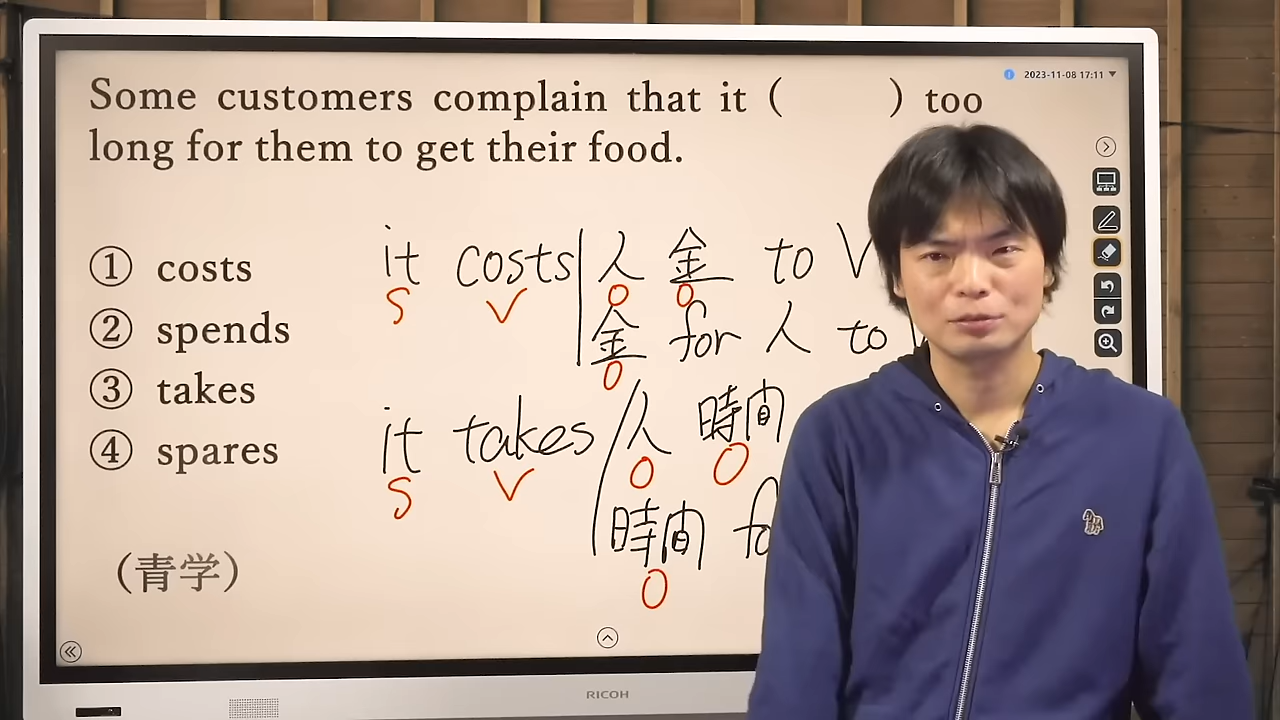 2023-11-08 17:11
Some customers complain that it (      ) too
long for them to get their food.
① costs
② spends
③ takes
④ spares
(青学)
it costs 人 金 to V
S V O O
金 for 人 to
O
it takes 人 時間
S V O O
時間 fo
O
RICOH